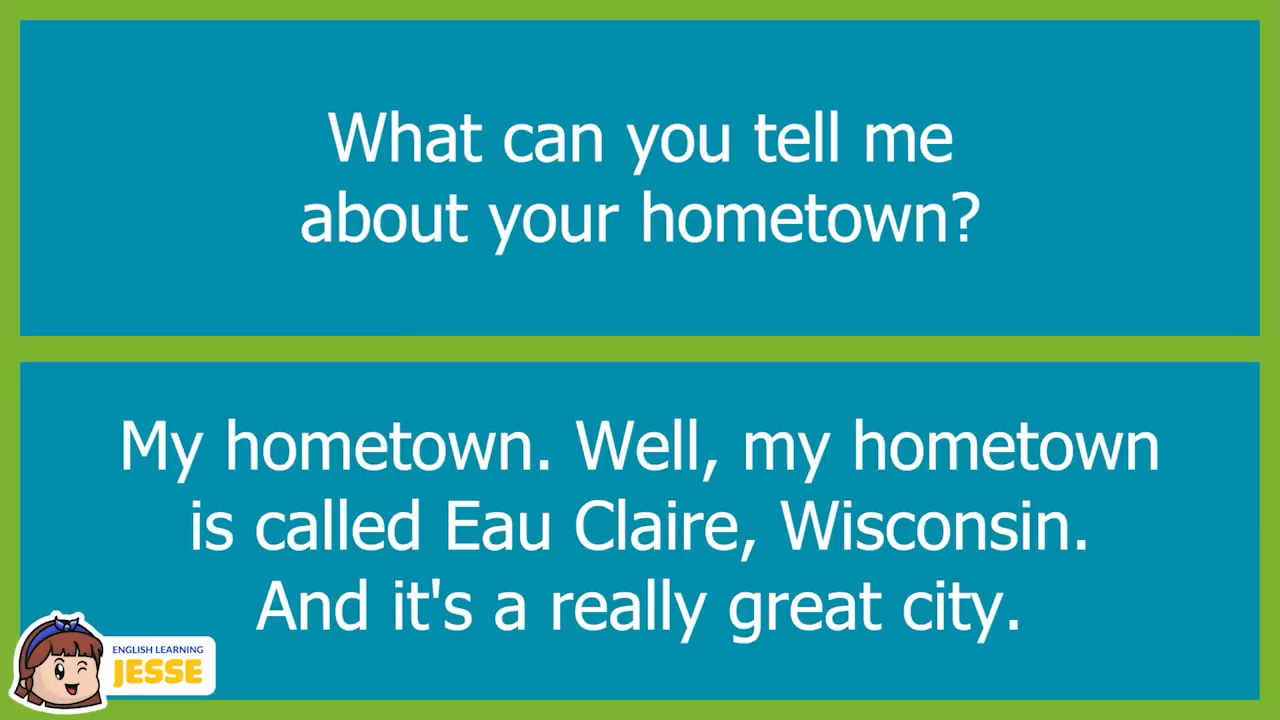 What can you tell me
about your hometown?
My hometown. Well, my hometown
is called Eau Claire, Wisconsin.
And it's a really great city.
ENGLISH LEARNING
JESSE